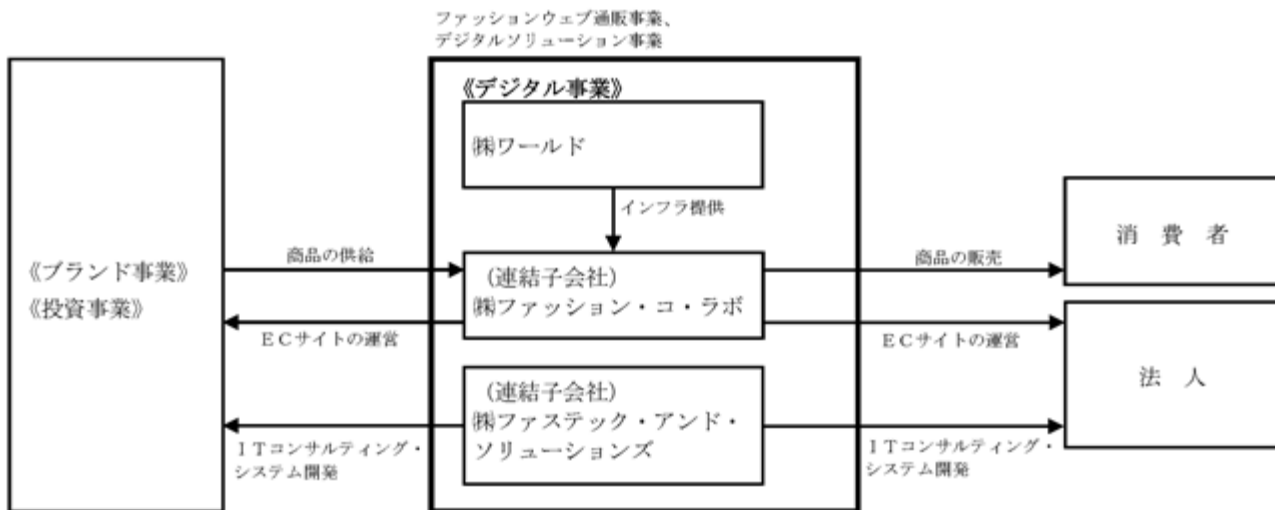 ファッションウェブ通販事業、
デジタルソリューション事業
《デジタル事業》
㈱ワールド
インフラ提供
《ブランド事業》
《投資事業》
商品の供給
ECサイトの運営
ITコンサルティング・
システム開発
(連結子会社)
㈱ファッション・コ・ラボ
(連結子会社)
㈱ファステック・アンド・
ソリューションズ
商品の販売
ECサイトの運営
ITコンサルティング・
システム開発
消 費 者
法 人